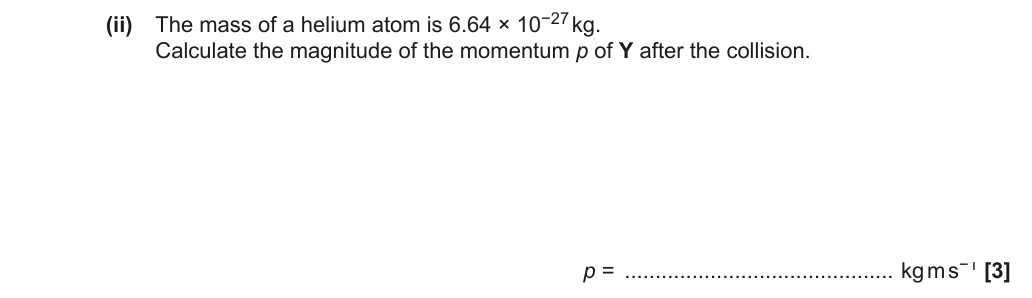 (ii) The mass of a helium atom is 6.64 × 10⁻²⁷ kg.
Calculate the magnitude of the momentum p of Y after the collision.
p = ............................................ kg m s⁻¹ [3]